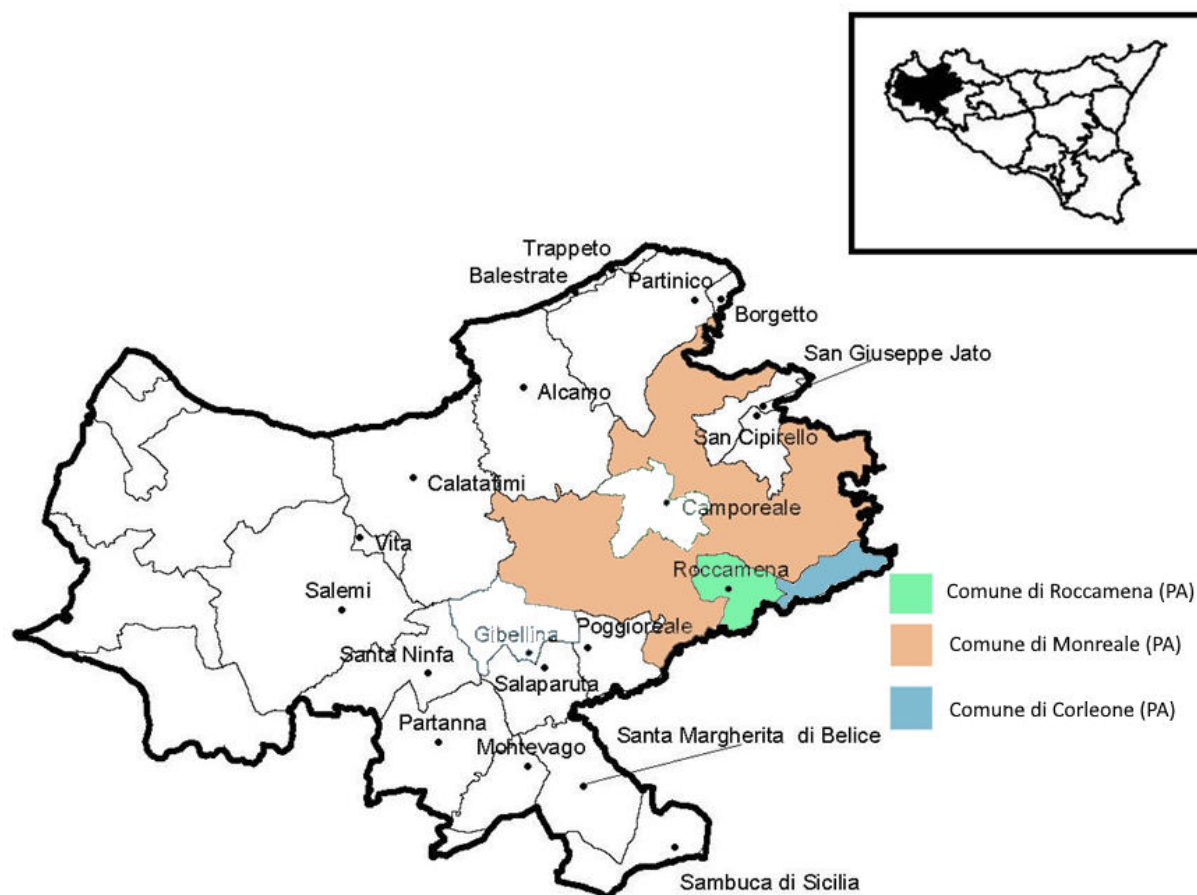 Trappeto
Balestrate
Partinico
Borgetto
San Giuseppe Jato
Alcamo
San Cipirello
Calatafimi
Camporeale
Vita
Roccamena
Salemi
Gibellina
Poggioreale
Santa Ninfa
Salaparuta
Partanna
Montevago
Santa Margherita di Belice
Sambuca di Sicilia
Comune di Roccamena (PA)
Comune di Monreale (PA)
Comune di Corleone (PA)